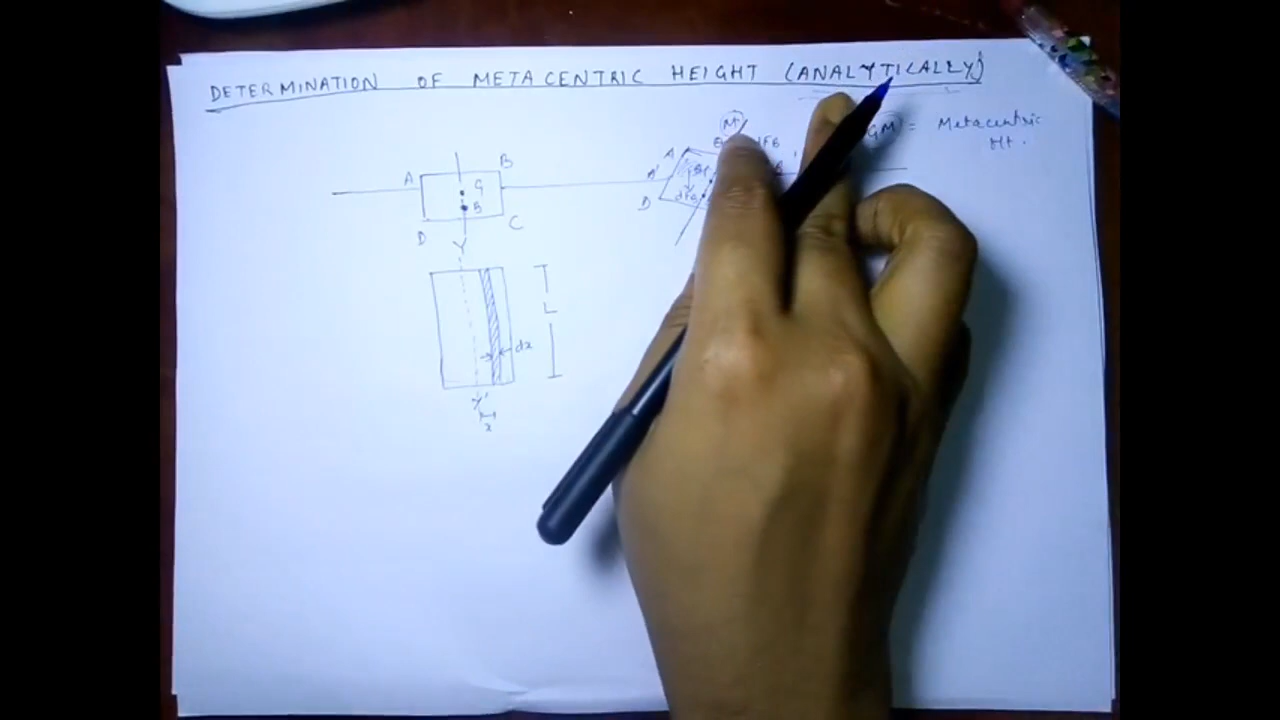 DETERMINATION OF METACENTRIC HEIGHT (ANALYTICALLY)
M
GM = Metacentric
Ht.
A B
G
B
D C
A
A'
D
Y
L
dx
Y'
x